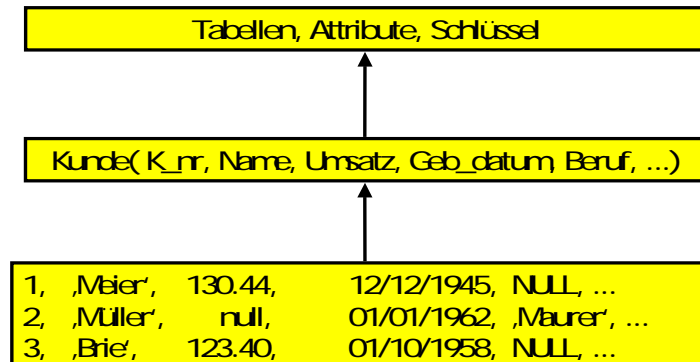 Tabellen, Attribute, Schlüssel
Kunde( K_nr, Name, Umsatz, Geb_datum, Beruf, ...)
1, ‚Meier‘, 130.44, 12/12/1945, NULL, ...
2, ‚Müller‘, null, 01/01/1962, ‚Maurer‘, ...
3, ‚Brie‘, 123.40, 01/10/1958, NULL, ...